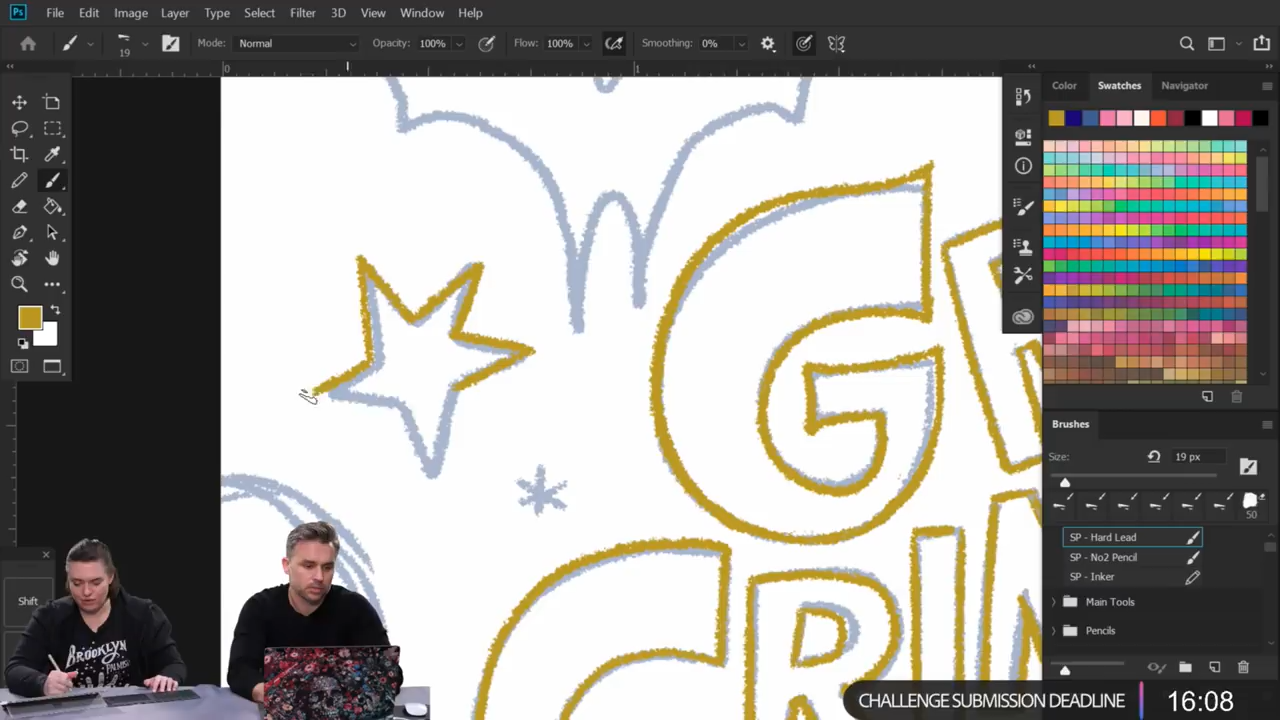 Ps File Edit Image Layer Type Select Filter 3D View Window Help
19 Mode: Normal Opacity: 100% Flow: 100% Smoothing: 0%
0 1
Color Swatches Navigator
G
CRIN
Brushes
Size: 19 px
50
SP - Hard Lead
SP - No2 Pencil
SP - Inker
Main Tools
Pencils
Shift
BROOKLYN
CHALLENGE SUBMISSION DEADLINE 16:08